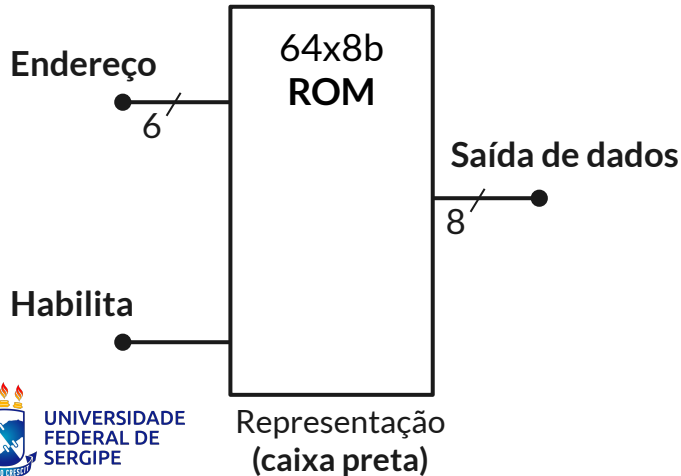 64x8b
ROM
Endereço
6
Saída de dados
8
Habilita
UNIVERSIDADE
FEDERAL DE
SERGIPE
Representação
(caixa preta)